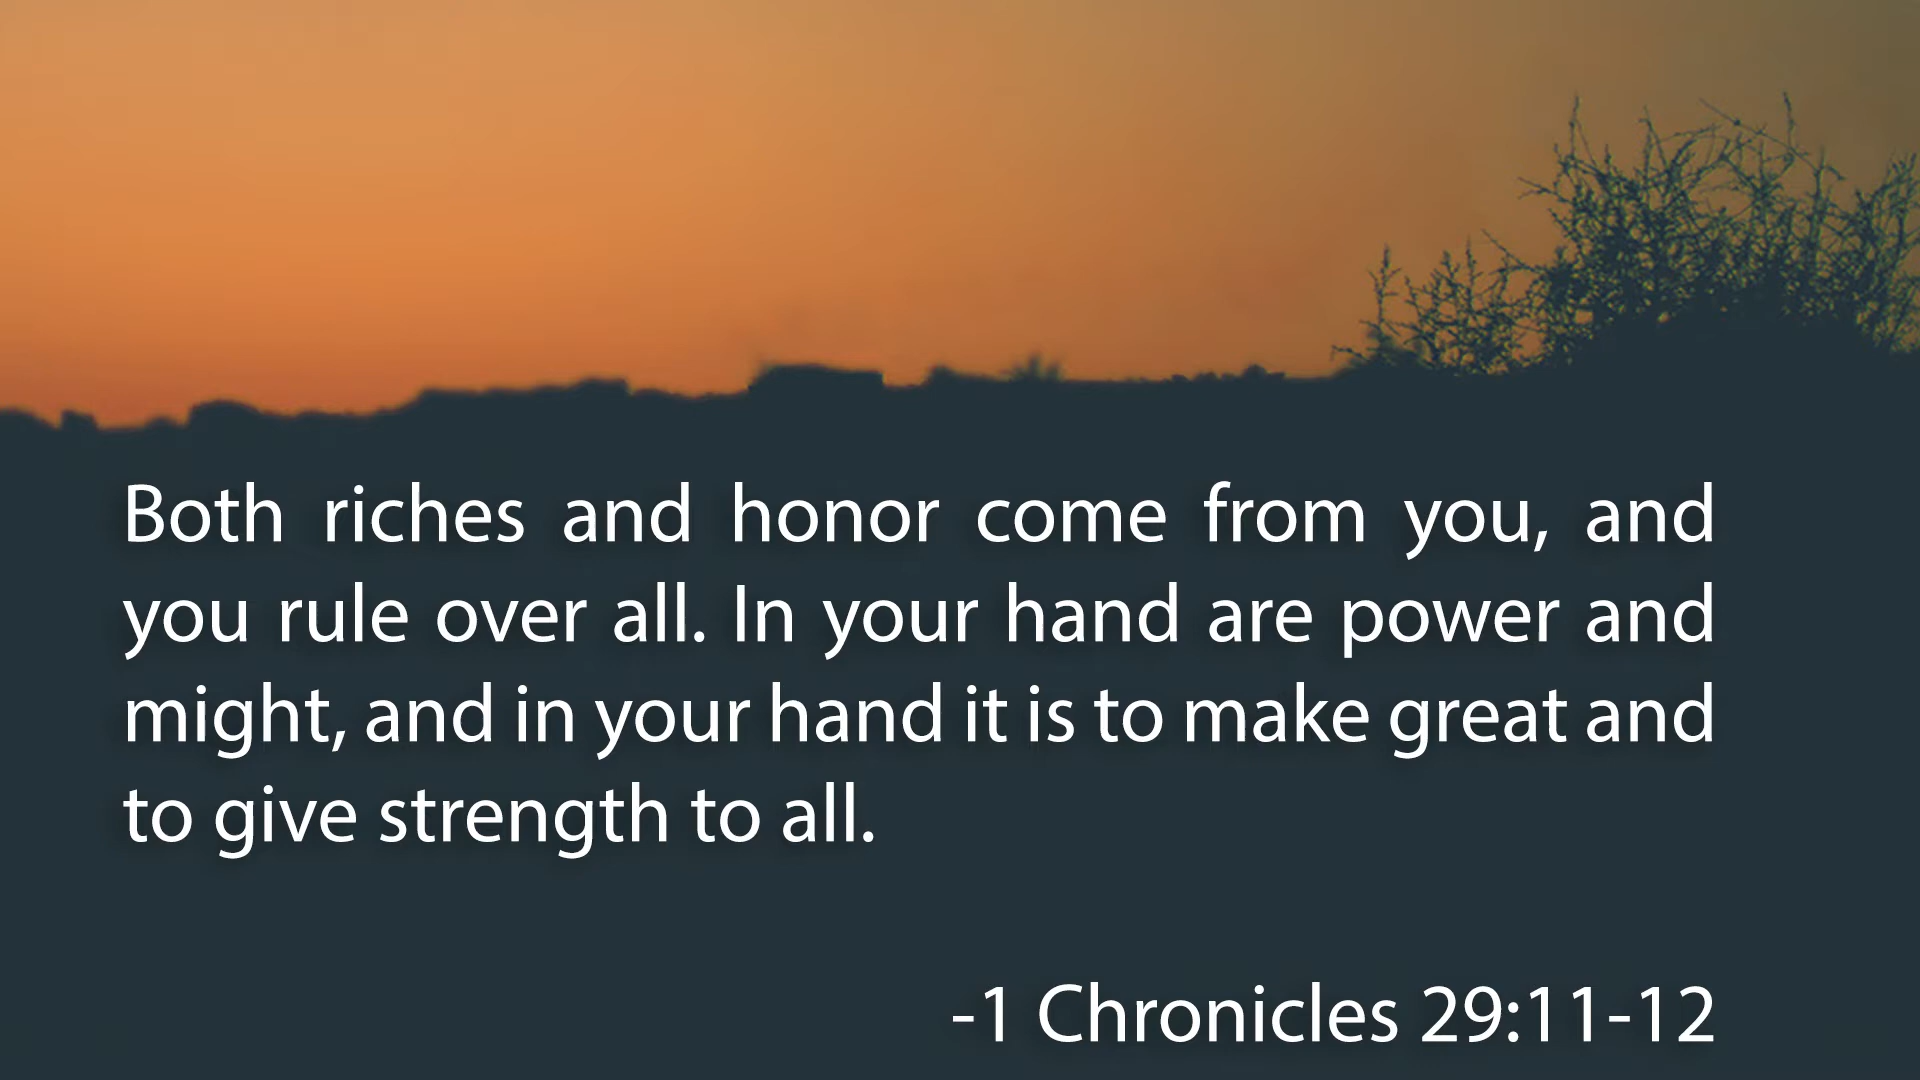 Both riches and honor come from you, and
you rule over all. In your hand are power and
might, and in your hand it is to make great and
to give strength to all.
-1 Chronicles 29:11-12